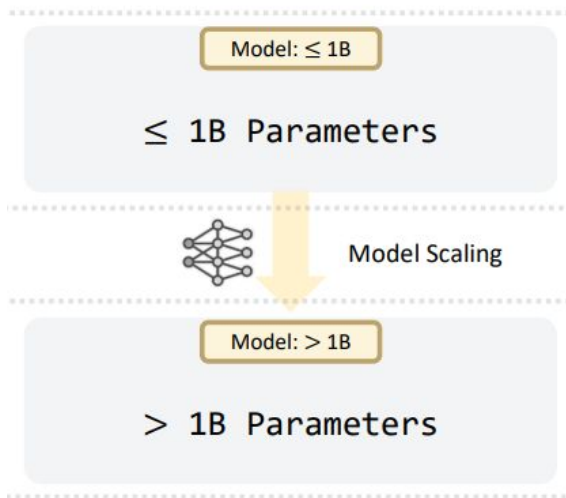 Model: ≤ 1B
≤ 1B Parameters
Model Scaling
Model: > 1B
> 1B Parameters